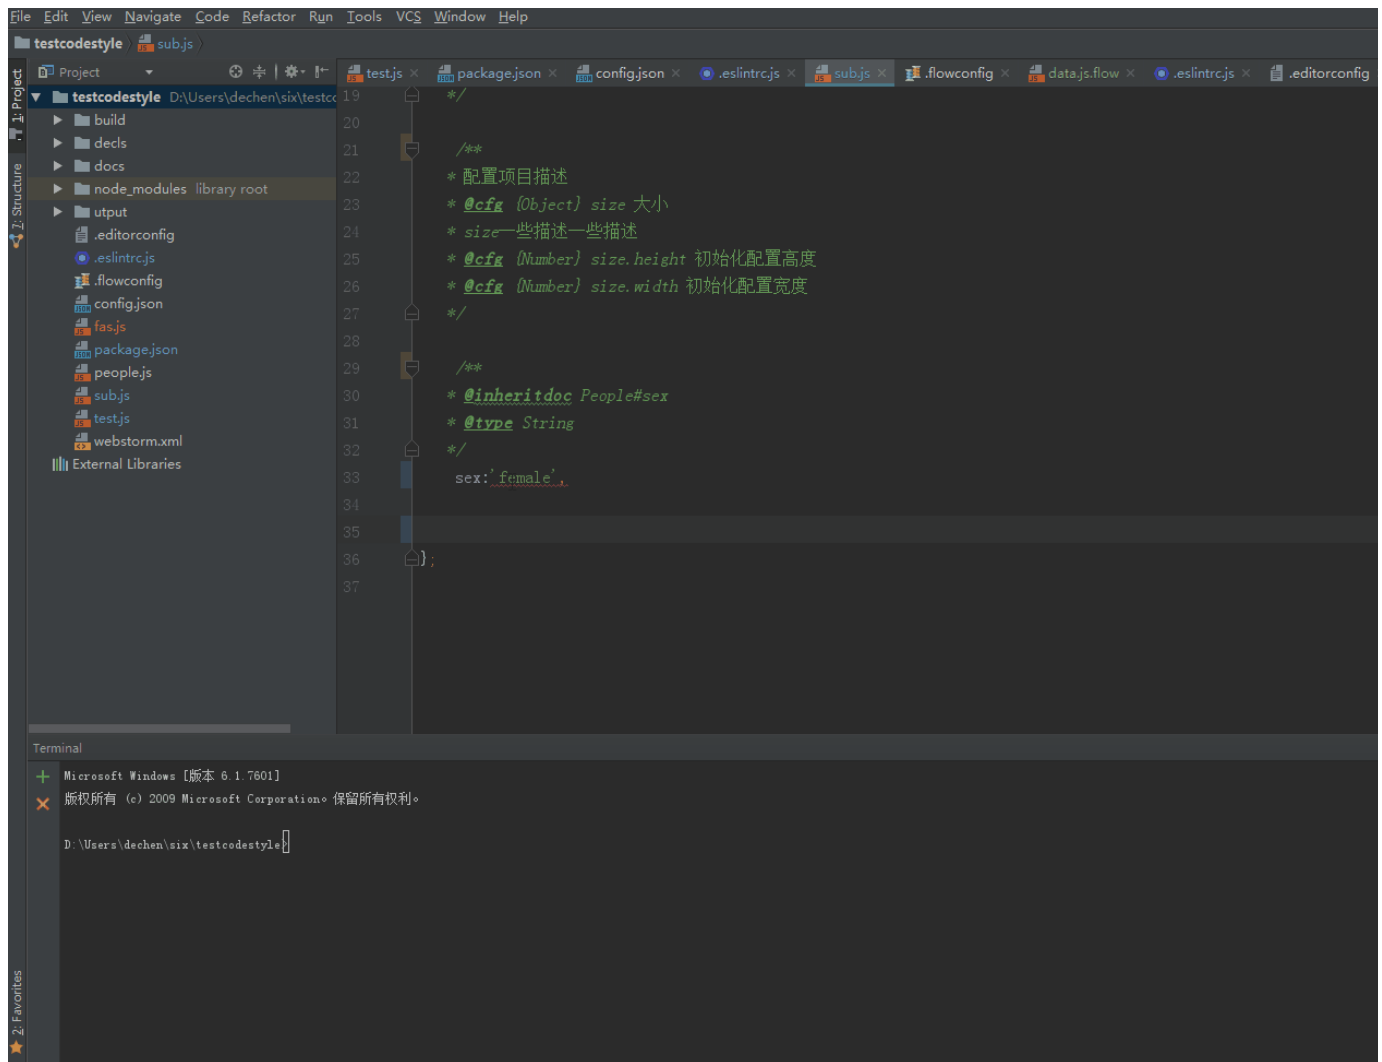 File Edit View Navigate Code Refactor Run Tools VCS Window Help
testcodestyle sub.js
Project
test.js package.json config.json .eslintrc.js sub.js .flowconfig data.js.flow .eslintrc.js .editorconfig
1: Project
7: Structure
2: Favorites
testcodestyle D:\Users\dechen\six\testcc
build
decls
docs
node_modules library root
utput
.editorconfig
.eslintrc.js
.flowconfig
config.json
fas.js
package.json
people.js
sub.js
test.js
webstorm.xml
External Libraries
19 */
20
21 /**
22 * 配置项目描述
23 * @cfg {Object} size 大小
24 * size一些描述一些描述
25 * @cfg {Number} size.height 初始化配置高度
26 * @cfg {Number} size.width 初始化配置宽度
27 */
28
29 /**
30 * @inheritdoc People#sex
31 * @type String
32 */
33 sex:'female',
34
35
36 };
37
Terminal
Microsoft Windows [版本 6.1.7601]
版权所有 (c) 2009 Microsoft Corporation。保留所有权利。
D:\Users\dechen\six\testcodestyle>